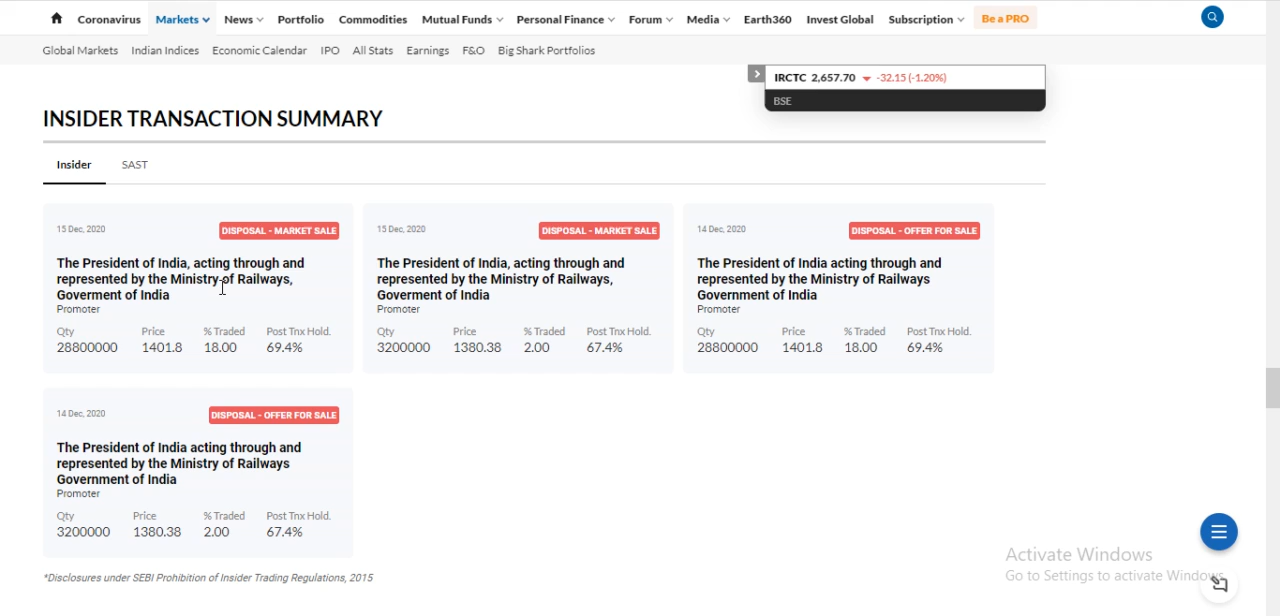 Coronavirus Markets News Portfolio Commodities Mutual Funds Personal Finance Forum Media Earth360 Invest Global Subscription Be a PRO
Global Markets Indian Indices Economic Calendar IPO All Stats Earnings F&O Big Shark Portfolios
IRCTC 2,657.70 -32.15 (-1.20%)
BSE
INSIDER TRANSACTION SUMMARY
Insider SAST
15 Dec, 2020 DISPOSAL - MARKET SALE
The President of India, acting through and
represented by the Ministry of Railways,
Goverment of India
Promoter
Qty Price % Traded Post Tnx Hold.
28800000 1401.8 18.00 69.4%
15 Dec, 2020 DISPOSAL - MARKET SALE
The President of India, acting through and
represented by the Ministry of Railways,
Goverment of India
Promoter
Qty Price % Traded Post Tnx Hold.
3200000 1380.38 2.00 67.4%
14 Dec, 2020 DISPOSAL - OFFER FOR SALE
The President of India acting through and
represented by the Ministry of Railways
Government of India
Promoter
Qty Price % Traded Post Tnx Hold.
28800000 1401.8 18.00 69.4%
14 Dec, 2020 DISPOSAL - OFFER FOR SALE
The President of India acting through and
represented by the Ministry of Railways
Government of India
Promoter
Qty Price % Traded Post Tnx Hold.
3200000 1380.38 2.00 67.4%
*Disclosures under SEBI Prohibition of Insider Trading Regulations, 2015
Activate Windows
Go to Settings to activate Windows